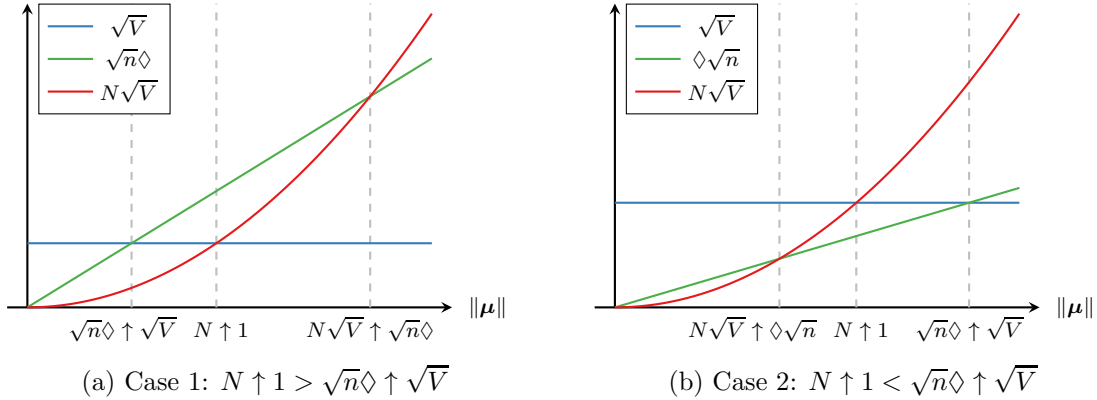 √V
√n◊
N√V
‖μ‖
√n◊ ↑ √V
N ↑ 1
N√V ↑ √n◊
(a) Case 1: N ↑ 1 > √n◊ ↑ √V
√V
◊√n
N√V
‖μ‖
N√V ↑ ◊√n
N ↑ 1
√n◊ ↑ √V
(b) Case 2: N ↑ 1 < √n◊ ↑ √V